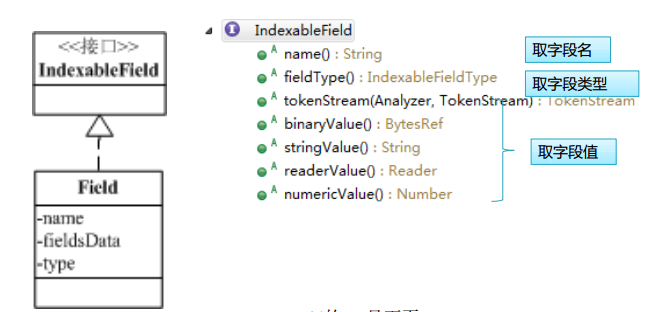 <<接口>>
IndexableField
Field
-name
-fieldsData
-type
IndexableField
name() : String
取字段名
fieldType() : IndexableFieldType
取字段类型
tokenStream(Analyzer, TokenStream) : TokenStream
binaryValue() : BytesRef
stringValue() : String
取字段值
readerValue() : Reader
numericValue() : Number